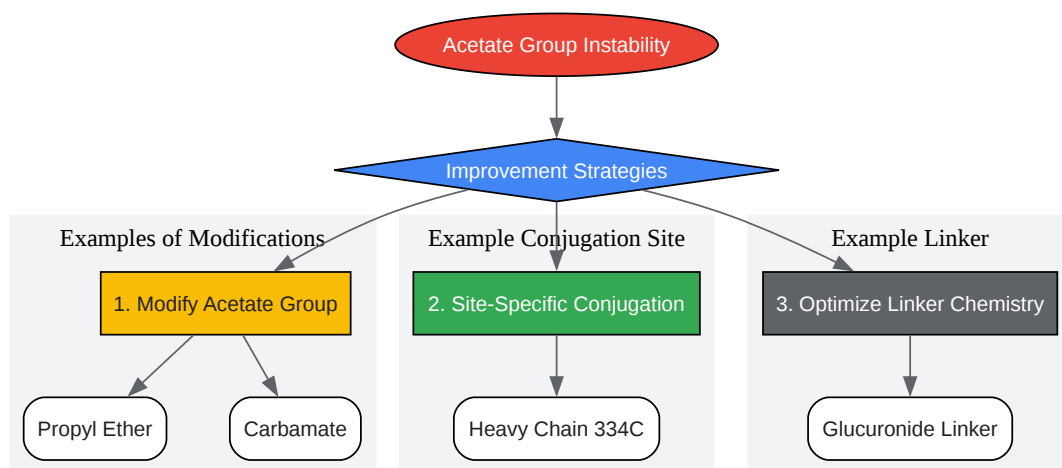 Acetate Group Instability
Improvement Strategies
Examples of Modifications
Example Conjugation Site
Example Linker
1. Modify Acetate Group
2. Site-Specific Conjugation
3. Optimize Linker Chemistry
Propyl Ether
Carbamate
Heavy Chain 334C
Glucuronide Linker